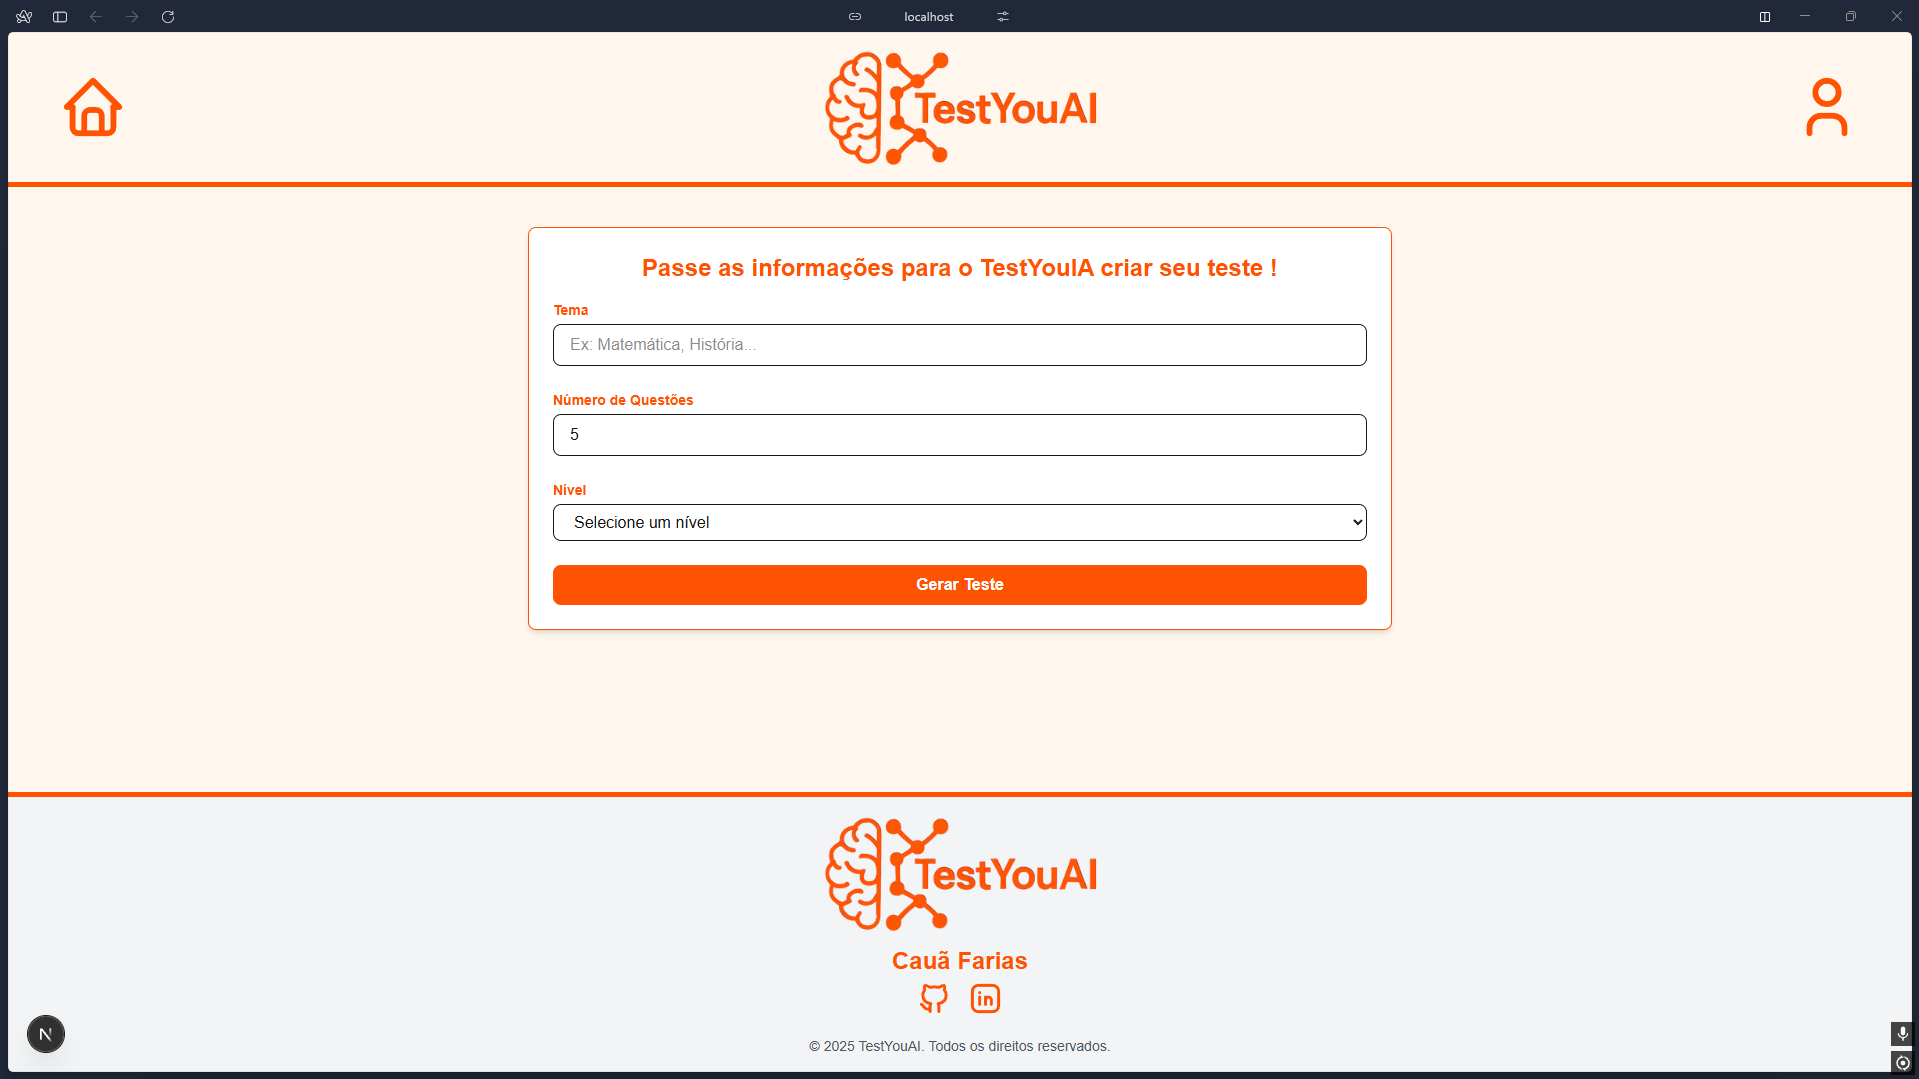 localhost
TestYouAI
Passe as informações para o TestYouIA criar seu teste !
Tema
Ex: Matemática, História...
Número de Questões
5
Nível
Selecione um nível
Gerar Teste
TestYouAI
Cauã Farias
in
N
© 2025 TestYouAI. Todos os direitos reservados.